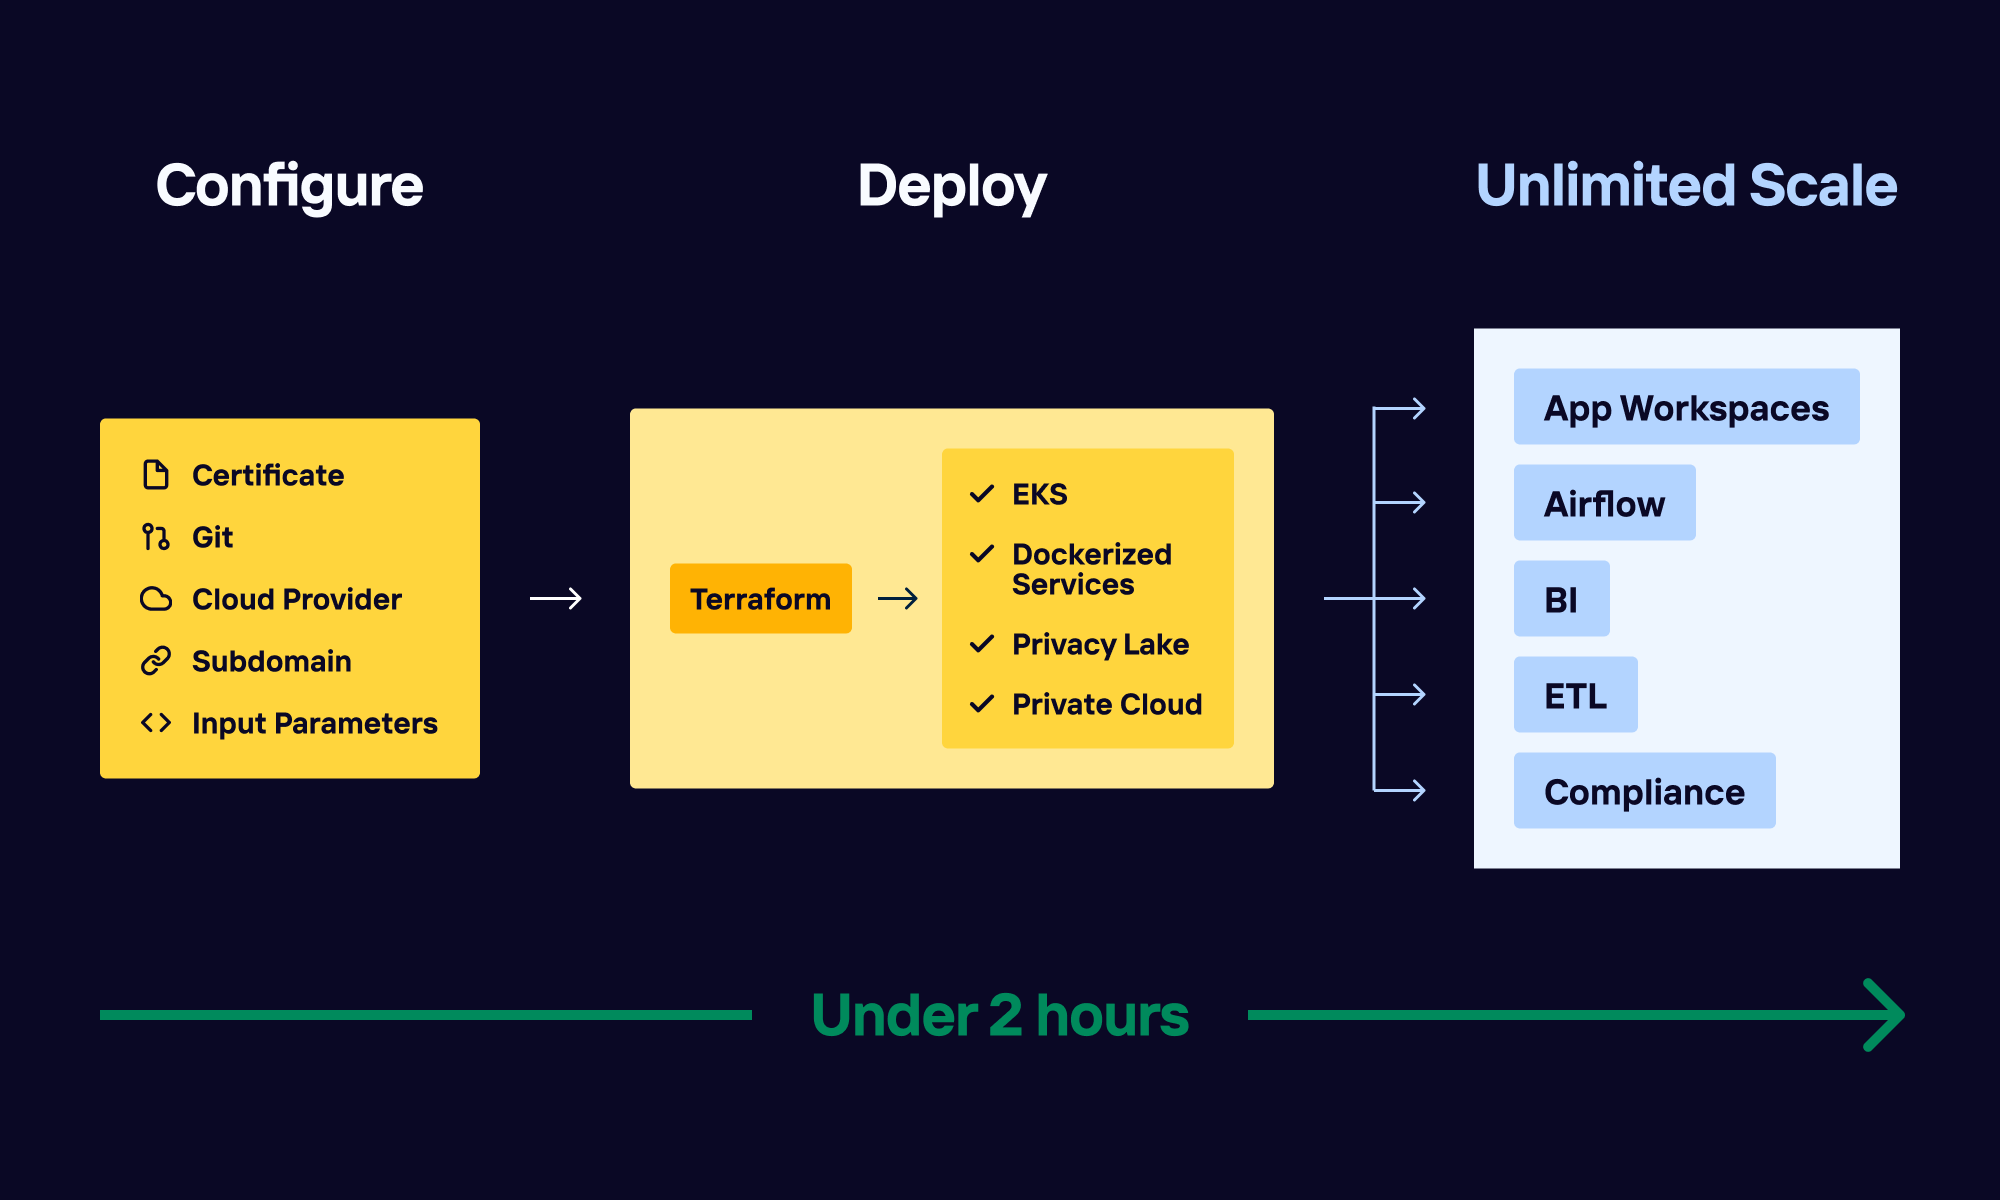 Configure
Deploy
Unlimited Scale
Certificate
Git
Cloud Provider
Subdomain
Input Parameters
Terraform
EKS
Dockerized
Services
Privacy Lake
Private Cloud
App Workspaces
Airflow
BI
ETL
Compliance
Under 2 hours